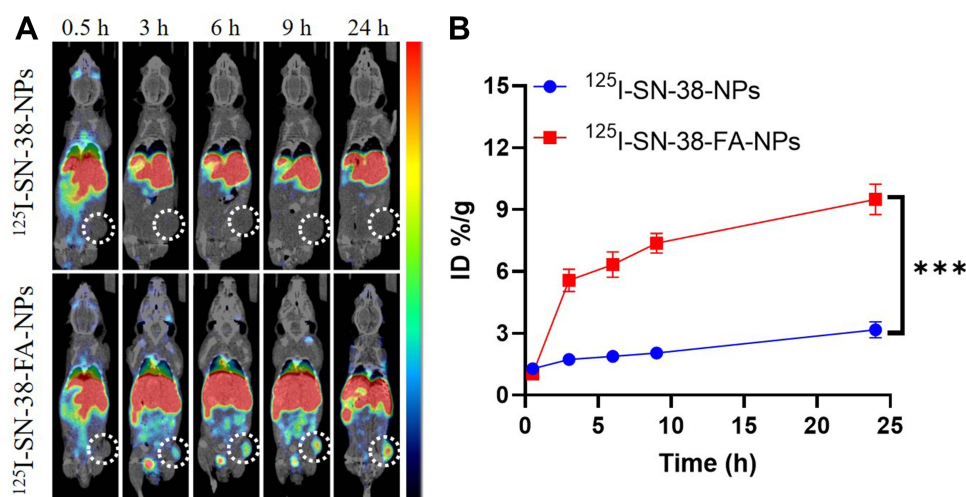 A
0.5 h 3 h 6 h 9 h 24 h
¹²⁵I-SN-38-NPs
¹²⁵I-SN-38-FA-NPs
B
¹²⁵I-SN-38-NPs
¹²⁵I-SN-38-FA-NPs
ID %/g
15
12
9
6
3
0
***
0 5 10 15 20 25
Time (h)